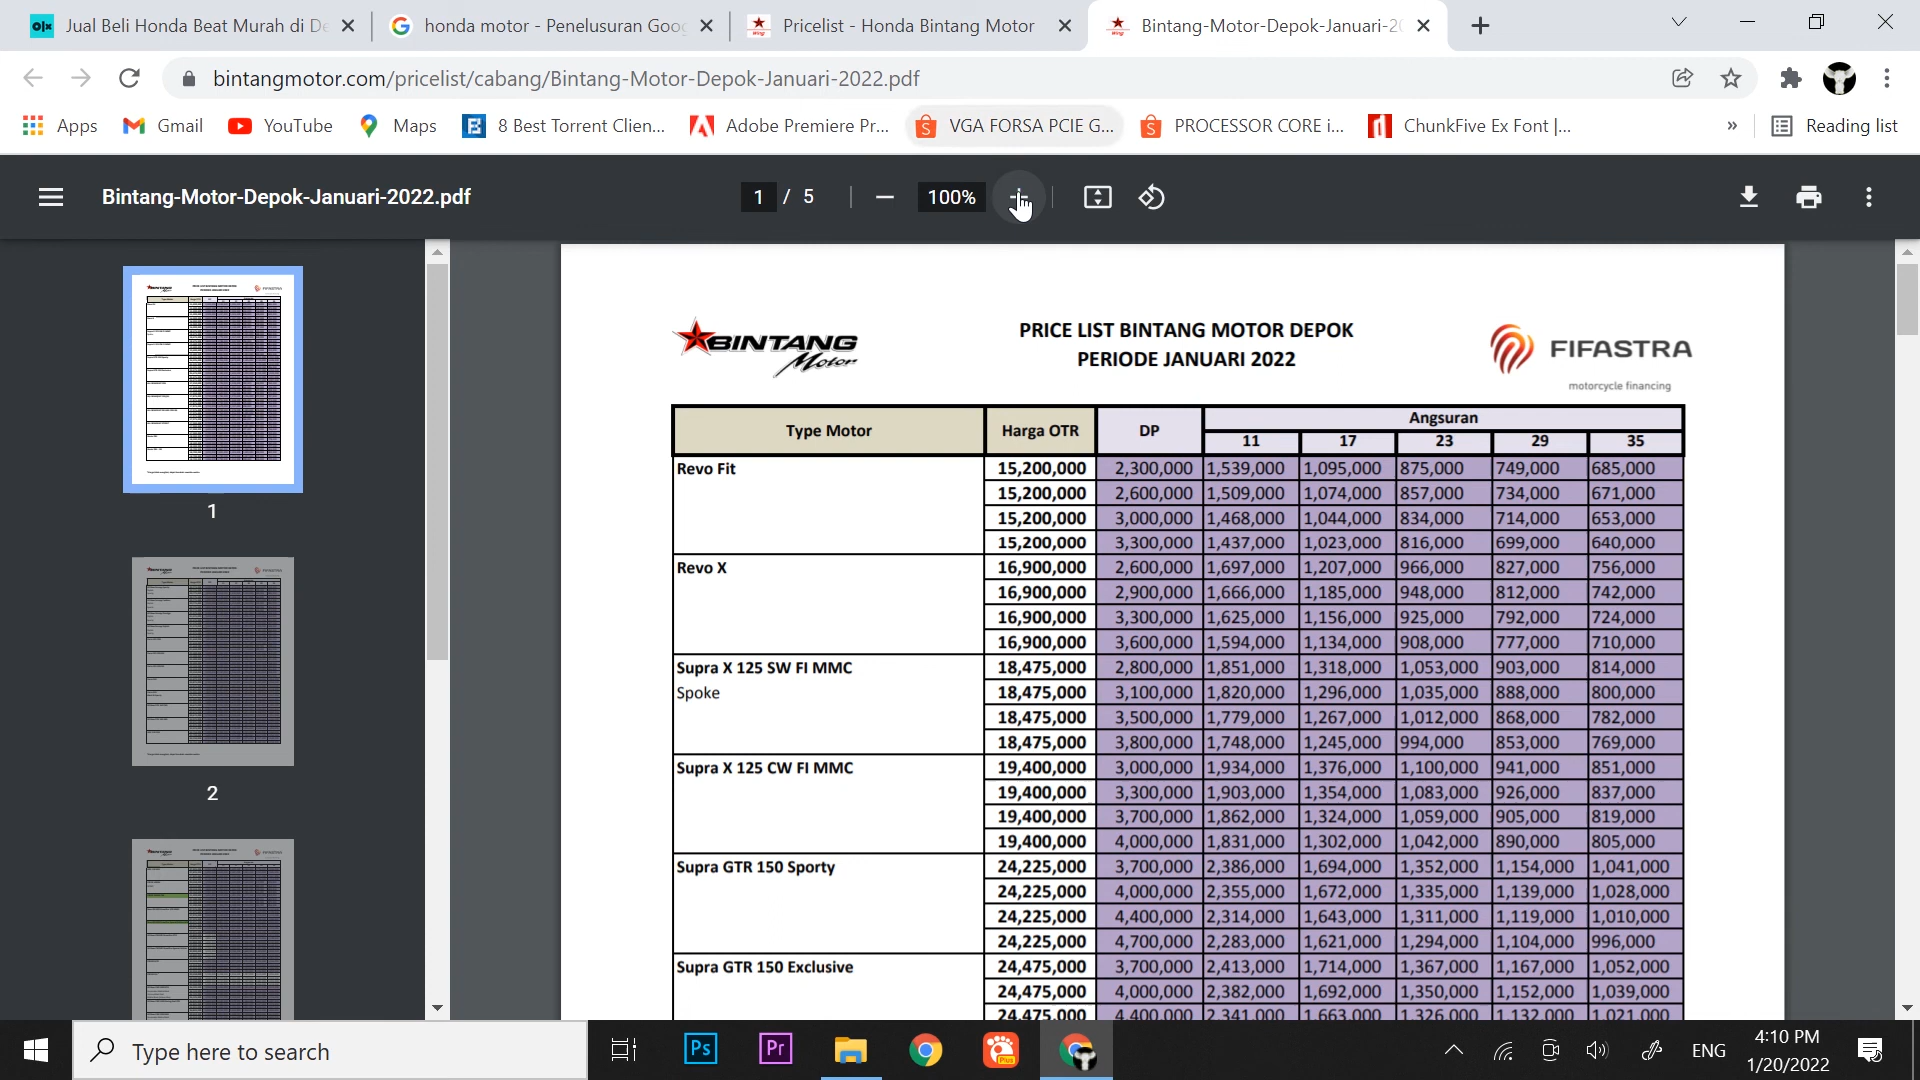 Jual Beli Honda Beat Murah di De
honda motor - Penelusuran Goog
Pricelist - Honda Bintang Motor
Bintang-Motor-Depok-Januari-20
bintangmotor.com/pricelist/cabang/Bintang-Motor-Depok-Januari-2022.pdf
Apps Gmail YouTube Maps 8 Best Torrent Clien... Adobe Premiere Pr... VGA FORSA PCIE G... PROCESSOR CORE i... ChunkFive Ex Font |... » Reading list
Bintang-Motor-Depok-Januari-2022.pdf 1 / 5 100%
1
2
BINTANG
Motor
PRICE LIST BINTANG MOTOR DEPOK
PERIODE JANUARI 2022
FIFASTRA
motorcycle financing
Type Motor Harga OTR DP Angsuran
11 17 23 29 35
Revo Fit 15,200,000 2,300,000 1,539,000 1,095,000 875,000 749,000 685,000
15,200,000 2,600,000 1,509,000 1,074,000 857,000 734,000 671,000
15,200,000 3,000,000 1,468,000 1,044,000 834,000 714,000 653,000
15,200,000 3,300,000 1,437,000 1,023,000 816,000 699,000 640,000
Revo X 16,900,000 2,600,000 1,697,000 1,207,000 966,000 827,000 756,000
16,900,000 2,900,000 1,666,000 1,185,000 948,000 812,000 742,000
16,900,000 3,300,000 1,625,000 1,156,000 925,000 792,000 724,000
16,900,000 3,600,000 1,594,000 1,134,000 908,000 777,000 710,000
Supra X 125 SW FI MMC 18,475,000 2,800,000 1,851,000 1,318,000 1,053,000 903,000 814,000
Spoke 18,475,000 3,100,000 1,820,000 1,296,000 1,035,000 888,000 800,000
18,475,000 3,500,000 1,779,000 1,267,000 1,012,000 868,000 782,000
18,475,000 3,800,000 1,748,000 1,245,000 994,000 853,000 769,000
Supra X 125 CW FI MMC 19,400,000 3,000,000 1,934,000 1,376,000 1,100,000 941,000 851,000
19,400,000 3,300,000 1,903,000 1,354,000 1,083,000 926,000 837,000
19,400,000 3,700,000 1,862,000 1,324,000 1,059,000 905,000 819,000
19,400,000 4,000,000 1,831,000 1,302,000 1,042,000 890,000 805,000
Supra GTR 150 Sporty 24,225,000 3,700,000 2,386,000 1,694,000 1,352,000 1,154,000 1,041,000
24,225,000 4,000,000 2,355,000 1,672,000 1,335,000 1,139,000 1,028,000
24,225,000 4,400,000 2,314,000 1,643,000 1,311,000 1,119,000 1,010,000
24,225,000 4,700,000 2,283,000 1,621,000 1,294,000 1,104,000 996,000
Supra GTR 150 Exclusive 24,475,000 3,700,000 2,413,000 1,714,000 1,367,000 1,167,000 1,052,000
24,475,000 4,000,000 2,382,000 1,692,000 1,350,000 1,152,000 1,039,000
24,475,000 4,400,000 2,341,000 1,663,000 1,326,000 1,132,000 1,021,000
Type here to search
Ps
Pr
ENG
4:10 PM
1/20/2022